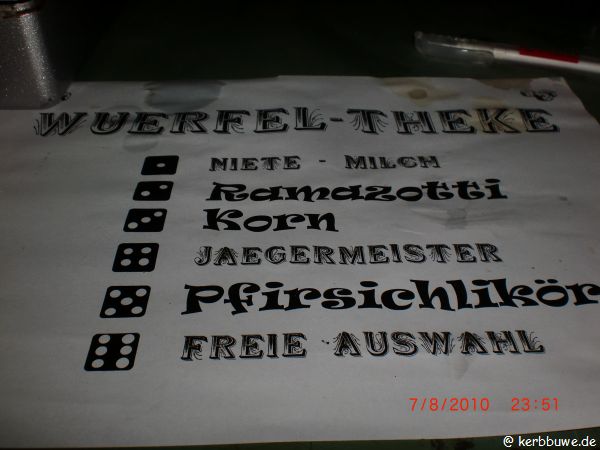 WUERFEL-THEKE
NIETE - MILCH
Ramazotti
Korn
JAEGERMEISTER
Pfirsichlikör
FREIE AUSWAHL
7/8/2010 23:51
@ kerbbuwe.de